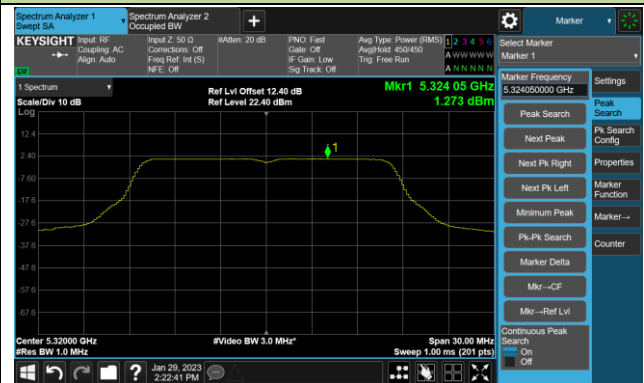 Spectrum Analyzer 1
Swept SA
Spectrum Analyzer 2
Occupied BW
Marker
KEYSIGHT
Input: RF
Coupling: AC
Align: Auto
Input Z: 50 Ω
Corrections: Off
Freq Ref: Int (S)
NFE: Off
#Atten: 20 dB
PNO: Fast
Gate: Off
IF Gain: Low
Sig Track: Off
Avg Type: Power (RMS)
Avg|Hold: 450/450
Trig: Free Run
1 2 3 4 5 6
A W W W W W
A N N N N N
Select Marker
Marker 1
1 Spectrum
Scale/Div 10 dB
Ref Lvl Offset 12.40 dB
Ref Level 22.40 dBm
Mkr1 5.324 05 GHz
1.273 dBm
Log
12.4
2.40
-7.60
-17.6
-27.6
-37.6
-47.6
-57.6
-67.6
1
Center 5.32000 GHz
#Res BW 1.0 MHz
#Video BW 3.0 MHz*
Span 30.00 MHz
Sweep 1.00 ms (201 pts)
Marker Frequency
5.324050000 GHz
Peak Search
Next Peak
Next Pk Right
Next Pk Left
Minimum Peak
Pk-Pk Search
Marker Delta
Mkr→CF
Mkr→Ref Lvl
Continuous Peak
Search
On
Off
Settings
Peak
Search
Pk Search
Config
Properties
Marker
Function
Marker→
Counter
?
Jan 29, 2023
2:22:41 PM